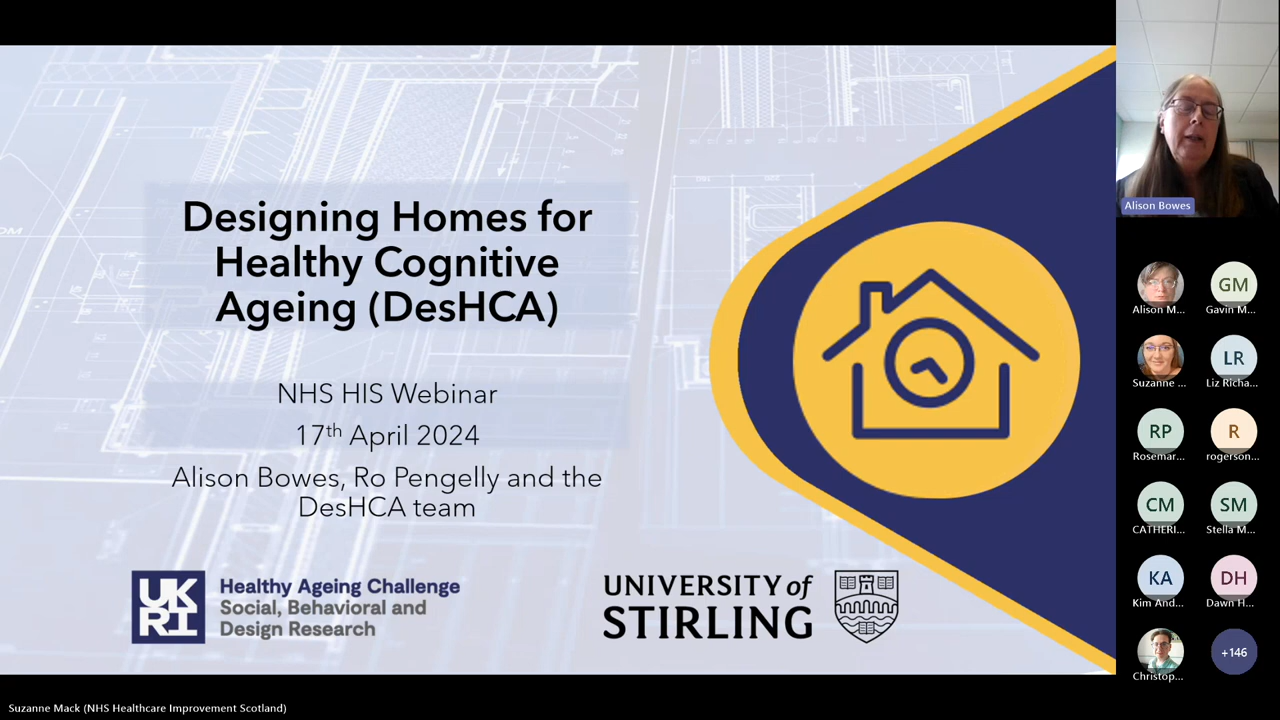 Designing Homes for
Healthy Cognitive
Ageing (DesHCA)
NHS HIS Webinar
17th April 2024
Alison Bowes, Ro Pengelly and the
DesHCA team
UK
RI
Healthy Ageing Challenge
Social, Behavioral and
Design Research
UNIVERSITY of
STIRLING
Alison Bowes
Alison M...
GM
Gavin M...
Suzanne ...
LR
Liz Richa...
RP
Rosemar...
R
rogerson...
CM
CATHERI...
SM
Stella M...
KA
Kim And...
DH
Dawn H...
Christop...
+146
Suzanne Mack (NHS Healthcare Improvement Scotland)